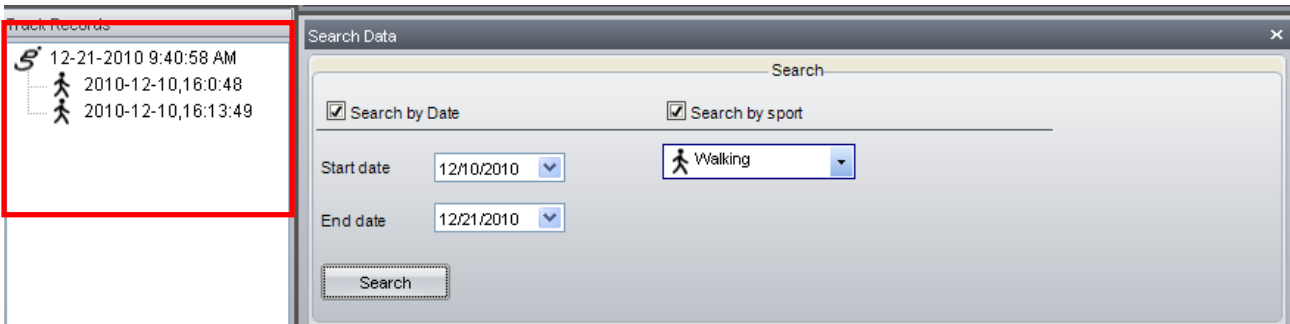 Track Records
12-21-2010 9:40:58 AM
2010-12-10,16:0:48
2010-12-10,16:13:49
Search Data
Search
Search by Date
Search by sport
Start date
12/10/2010
Walking
End date
12/21/2010
Search